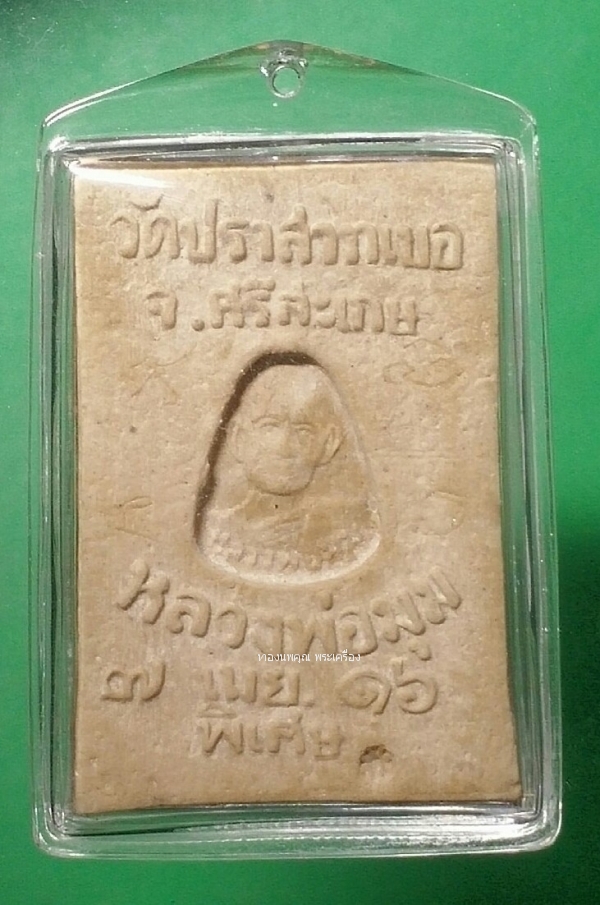 วัดปราสาทเยอ
จ.ศรีสะเกษ
หลวงพ่อมุม
ทองนพคุณ พระเครื่อง
๗ เมย. ๑๖
พิเศษ